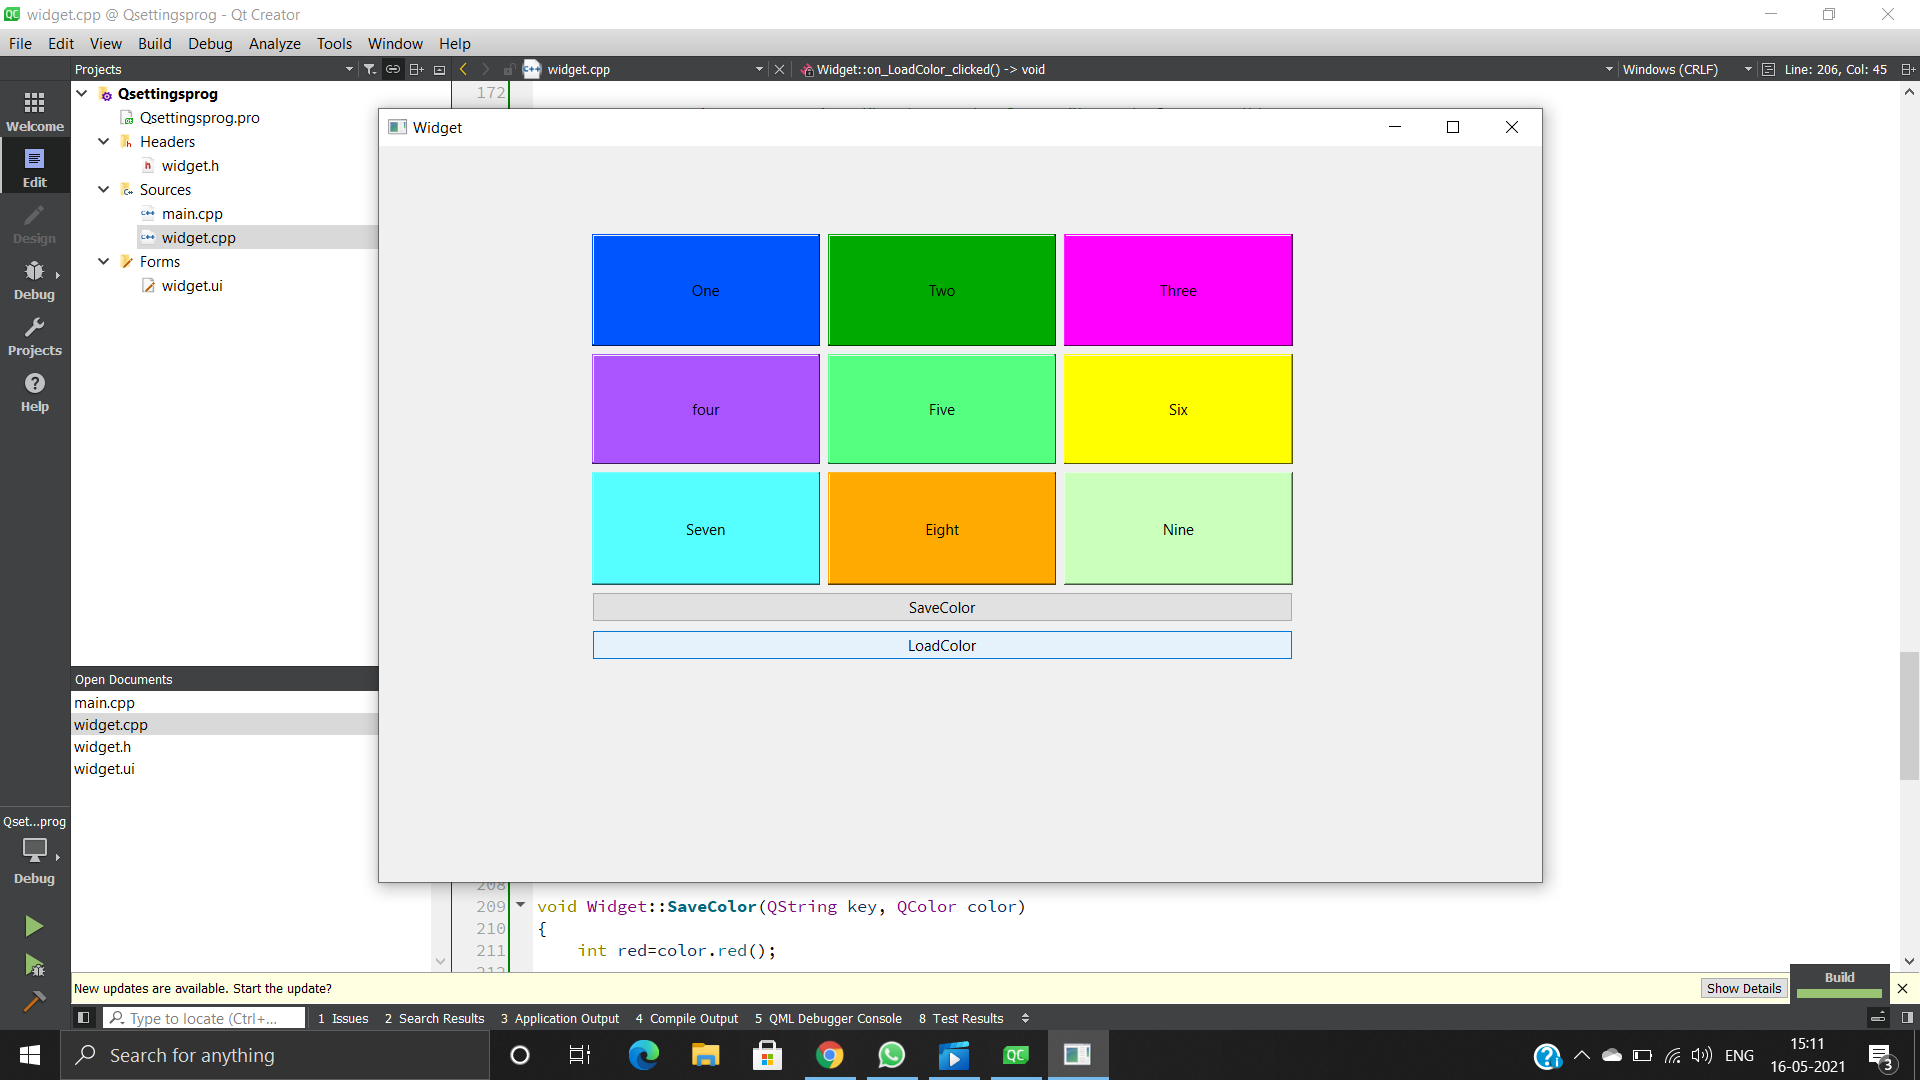 widget.cpp @ Qsettingsprog - Qt Creator
File Edit View Build Debug Analyze Tools Window Help
Projects
widget.cpp
Widget::on_LoadColor_clicked() -> void
Windows (CRLF)
Line: 206, Col: 45
Welcome
Edit
Design
Debug
Projects
Help
Qsettingsprog
Qsettingsprog.pro
Headers
widget.h
Sources
main.cpp
widget.cpp
Forms
widget.ui
Open Documents
main.cpp
widget.cpp
widget.h
widget.ui
Qset...prog
Debug
172
Widget
One Two Three
four Five Six
Seven Eight Nine
SaveColor
LoadColor
208
209 void Widget::SaveColor(QString key, QColor color)
210 {
211 int red=color.red();
212
New updates are available. Start the update?
Show Details
Build
Type to locate (Ctrl+...
1 Issues 2 Search Results 3 Application Output 4 Compile Output 5 QML Debugger Console 8 Test Results
Search for anything
ENG
15:11
16-05-2021
3